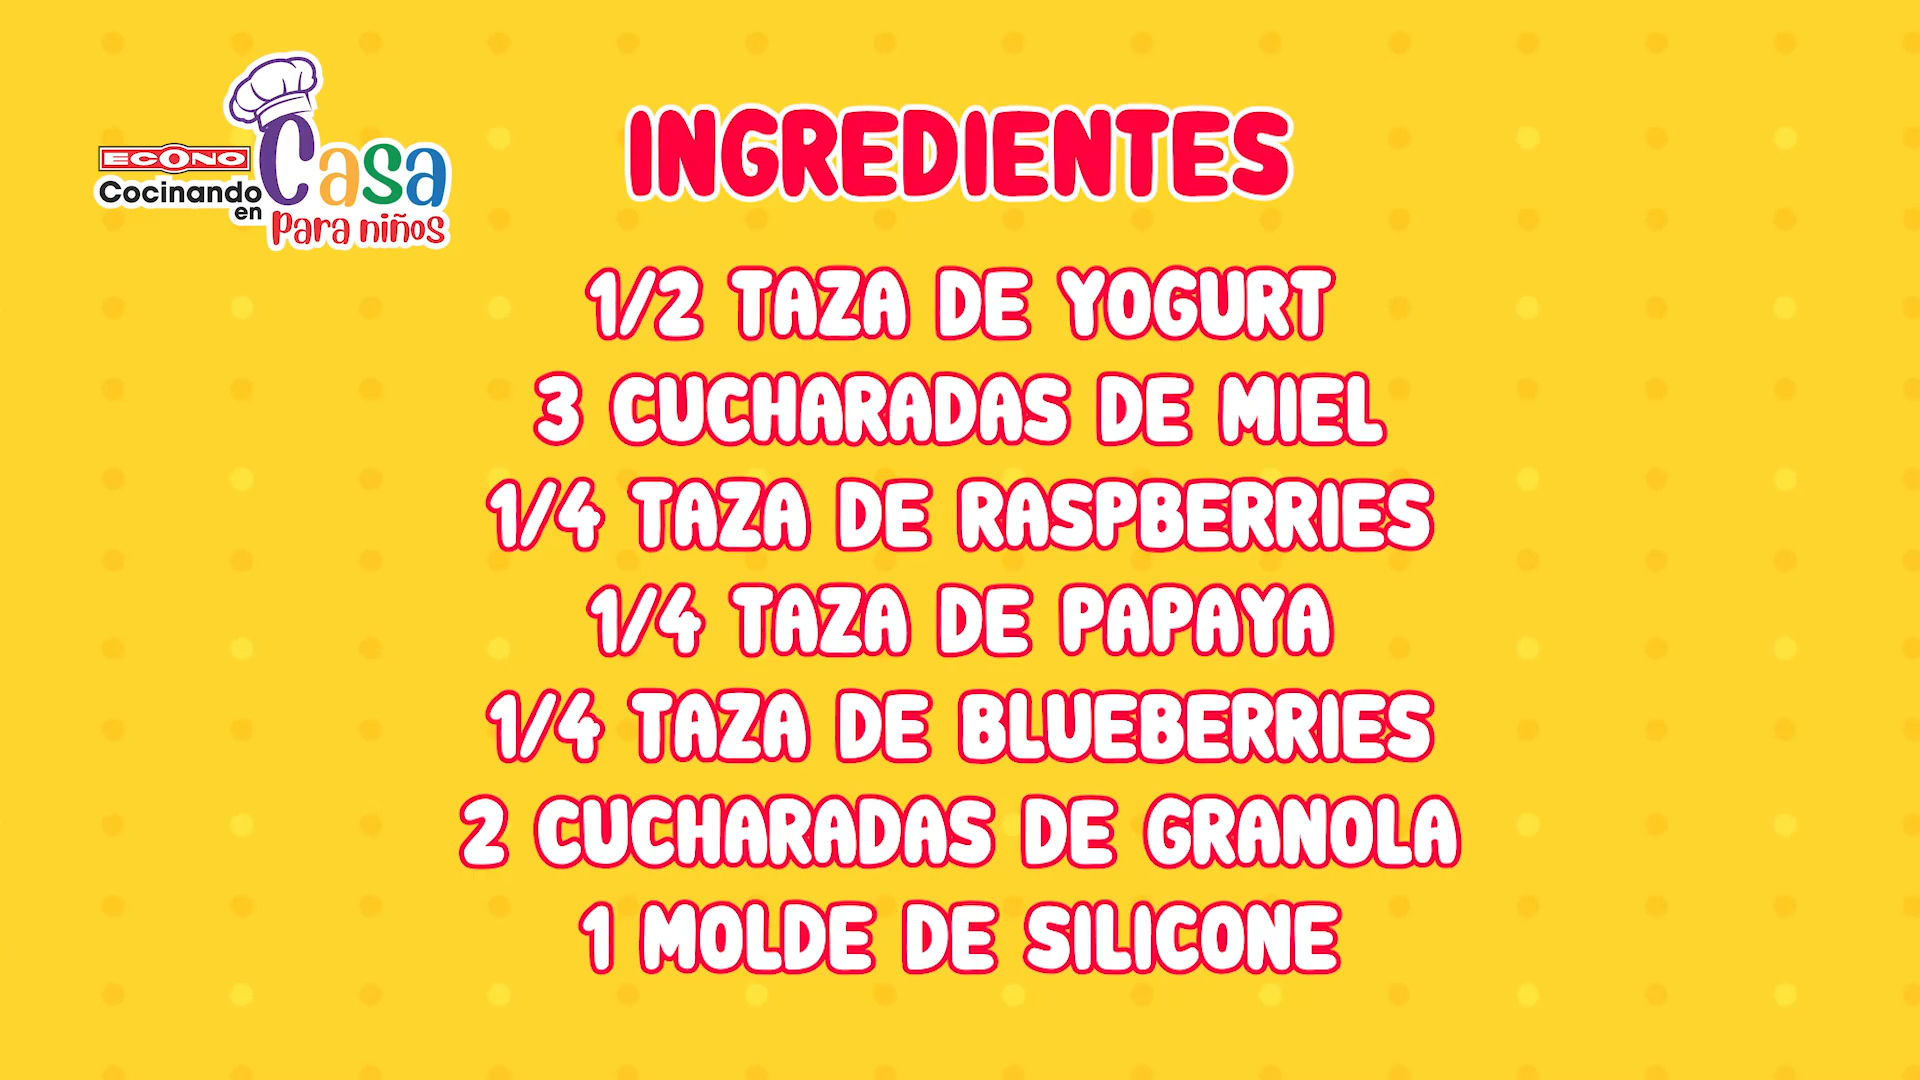 ECONO
Cocinando
en
Casa
Para niños
INGREDIENTES
1/2 TAZA DE YOGURT
3 CUCHARADAS DE MIEL
1/4 TAZA DE RASPBERRIES
1/4 TAZA DE PAPAYA
1/4 TAZA DE BLUEBERRIES
2 CUCHARADAS DE GRANOLA
1 MOLDE DE SILICONE